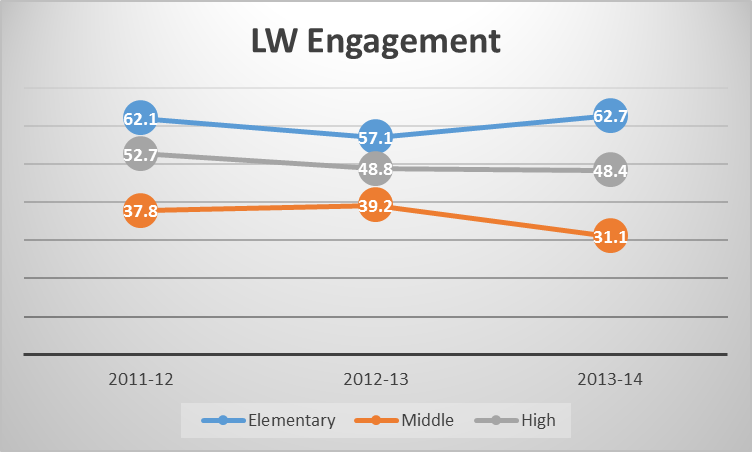 LW Engagement
62.1 57.1 62.7
52.7 48.8 48.4
37.8 39.2 31.1
2011-12 2012-13 2013-14
Elementary Middle High